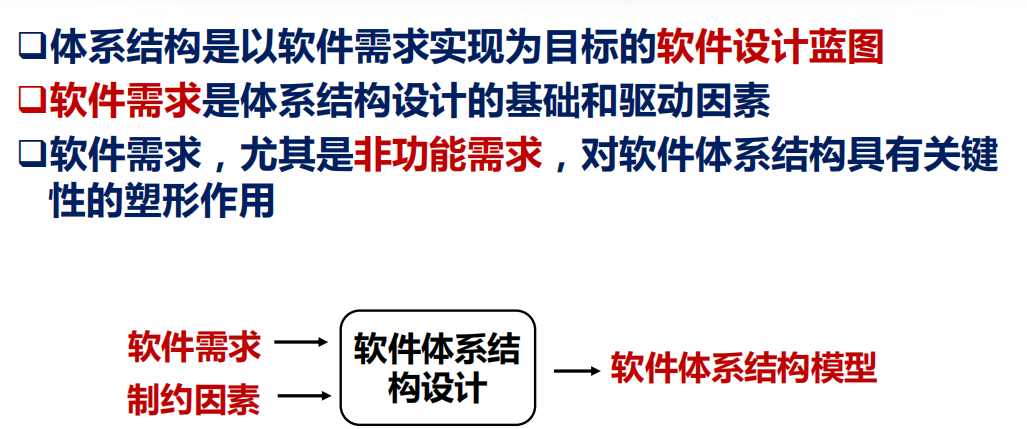 ❑体系结构是以软件需求实现为目标的软件设计蓝图
❑软件需求是体系结构设计的基础和驱动因素
❑软件需求，尤其是非功能需求，对软件体系结构具有关键
性的塑形作用
软件需求
制约因素
软件体系结
构设计
软件体系结构模型